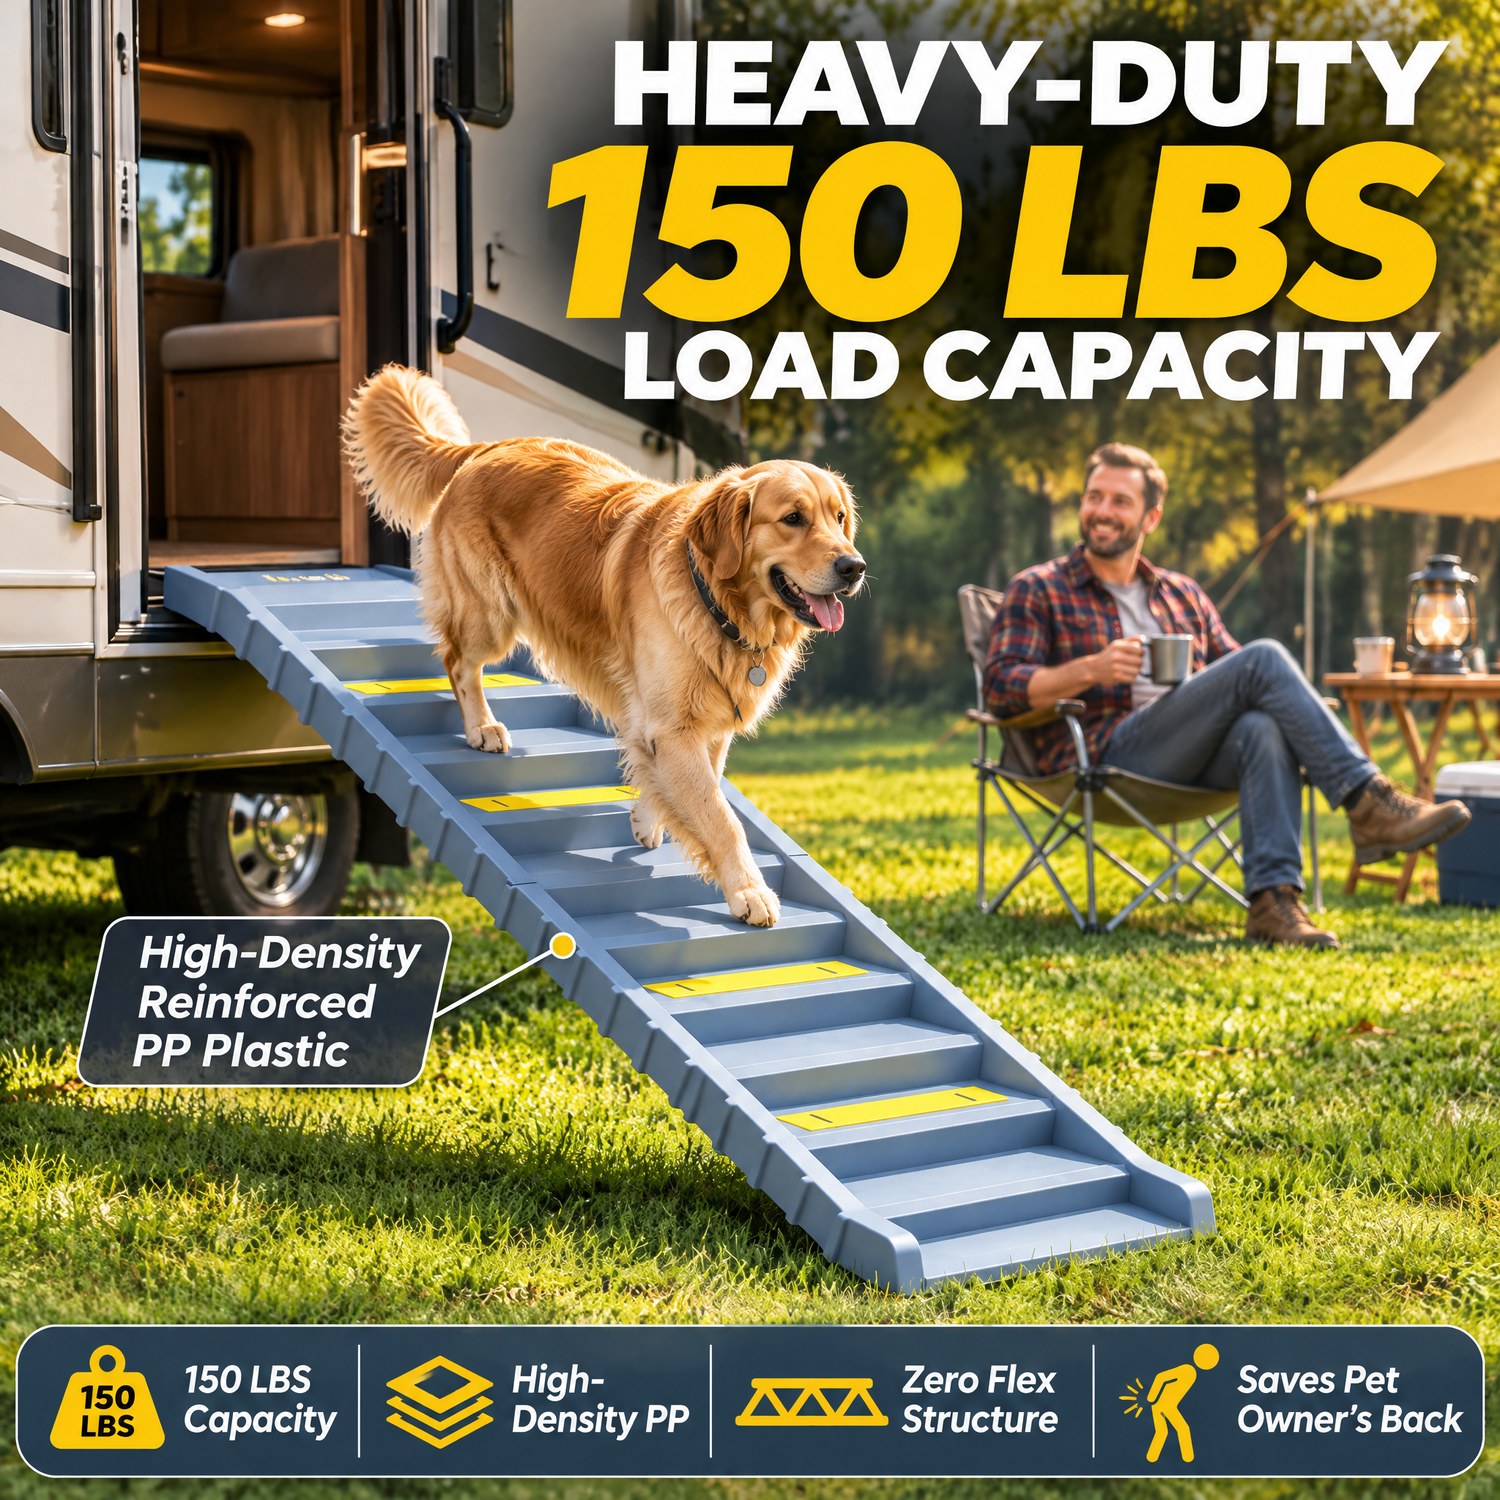 HEAVY-DUTY
150 LBS
LOAD CAPACITY
High-Density
Reinforced
PP Plastic
150
LBS
150 LBS
Capacity
High-
Density PP
Zero Flex
Structure
Saves Pet
Owner's Back